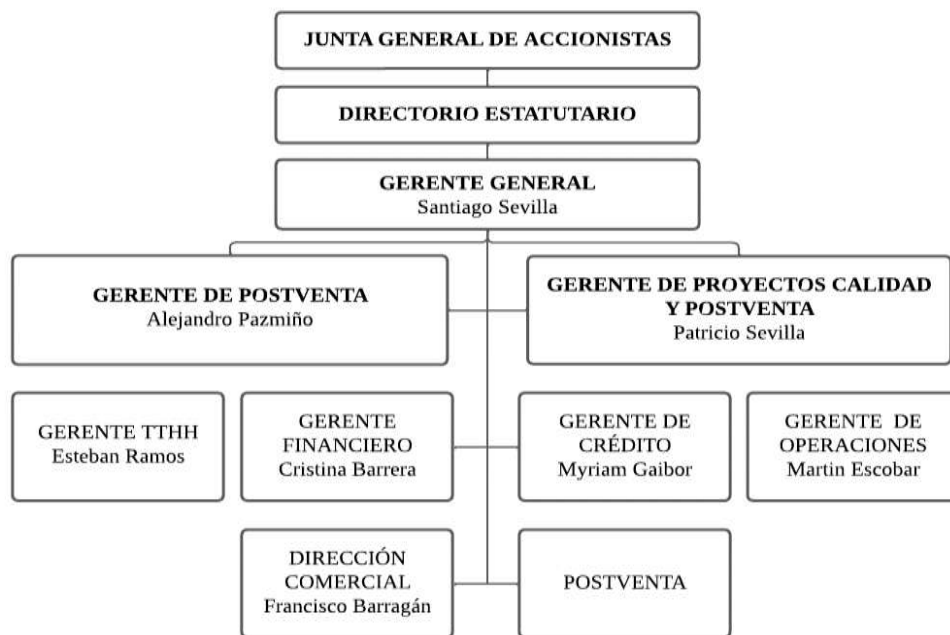 JUNTA GENERAL DE ACCIONISTAS
DIRECTORIO ESTATUTARIO
GERENTE GENERAL
Santiago Sevilla
GERENTE DE POSTVENTA
Alejandro Pazmiño
GERENTE DE PROYECTOS CALIDAD
Y POSTVENTA
Patricio Sevilla
GERENTE TTHH
Esteban Ramos
GERENTE
FINANCIERO
Cristina Barrera
GERENTE DE
CRÉDITO
Myriam Gaibor
GERENTE DE
OPERACIONES
Martin Escobar
DIRECCIÓN
COMERCIAL
Francisco Barragán
POSTVENTA